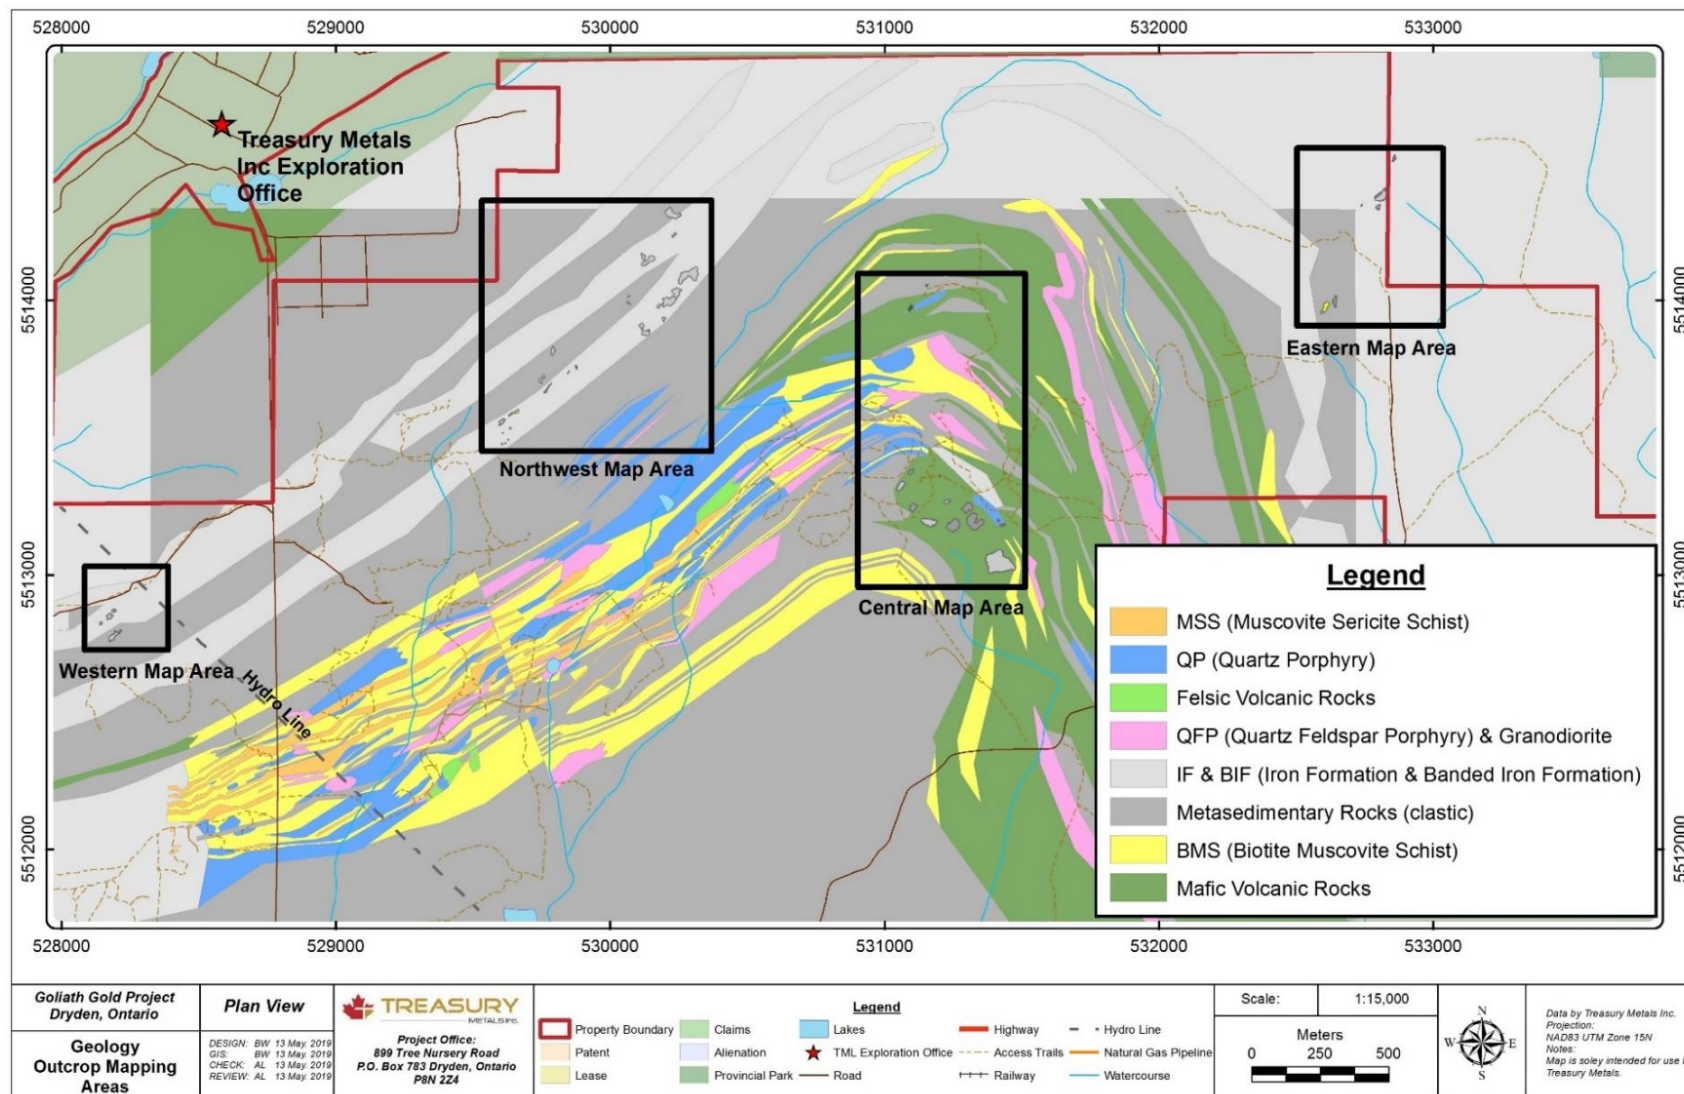 528000 529000 530000 531000 532000 533000
5514000
5513000
5512000
5514000
5513000
5512000
Treasury Metals
Inc Exploration
Office
Northwest Map Area
Eastern Map Area
Western Map Area
Central Map Area
Hydro Line
Legend
MSS (Muscovite Sericite Schist)
QP (Quartz Porphyry)
Felsic Volcanic Rocks
QFP (Quartz Feldspar Porphyry) & Granodiorite
IF & BIF (Iron Formation & Banded Iron Formation)
Metasedimentary Rocks (clastic)
BMS (Biotite Muscovite Schist)
Mafic Volcanic Rocks
528000 529000 530000 531000 532000 533000
Goliath Gold Project
Dryden, Ontario
Geology
Outcrop Mapping
Areas
Plan View
DESIGN: BW 13 May. 2019
GIS: BW 13 May. 2019
CHECK: AL 13 May. 2019
REVIEW: AL 13 May. 2019
TREASURY
METALS Inc.
Project Office:
899 Tree Nursery Road
P.O. Box 783 Dryden, Ontario
P8N 2Z4
Legend
Property Boundary
Patent
Lease
Claims
Alienation
Provincial Park
Lakes
TML Exploration Office
Road
Highway
Access Trails
Railway
Hydro Line
Natural Gas Pipeline
Watercourse
Scale: 1:15,000
Meters
0 250 500
N
W E
S
Data by Treasury Metals Inc.
Projection:
NAD83 UTM Zone 15N
Notes:
Map is soley intended for use
Treasury Metals.